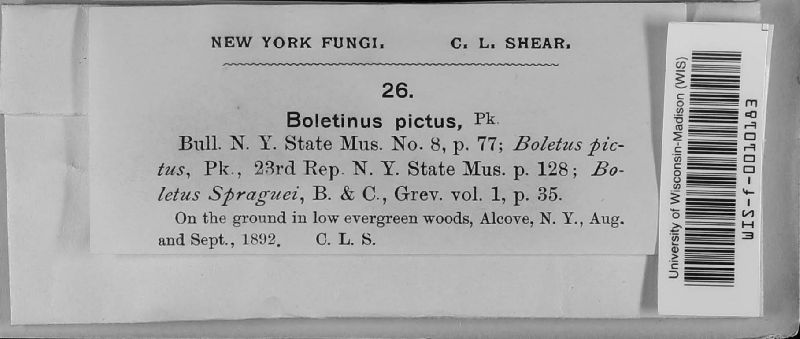 NEW YORK FUNGI. C. L. SHEAR.
26.
Boletinus pictus, Pk.
Bull. N. Y. State Mus. No. 8, p. 77; Boletus pic-
tus, Pk., 23rd Rep. N. Y. State Mus. p. 128; Bo-
letus Spraguei, B. & C., Grev. vol. 1, p. 35.
On the ground in low evergreen woods, Alcove, N. Y., Aug.
and Sept., 1892. C. L. S.
University of Wisconsin-Madison (WIS)
WIS-f-0010183